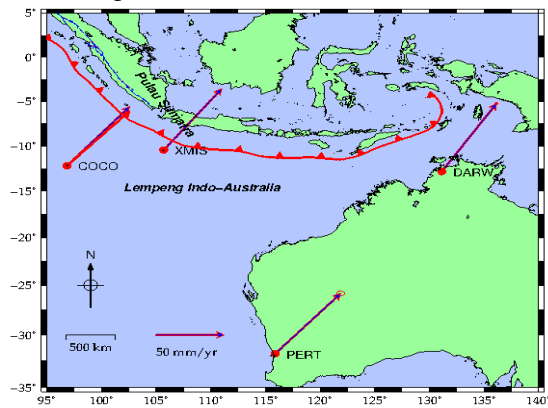 5°
0°
−5°
−10°
−15°
−20°
−25°
−30°
−35°
Pulau Sumatra
COCO
XMIS
DARW
Lempeng Indo−Australia
N
500 km
50 mm/yr
PERT
95°
100°
105°
110°
115°
120°
125°
130°
135°
140°